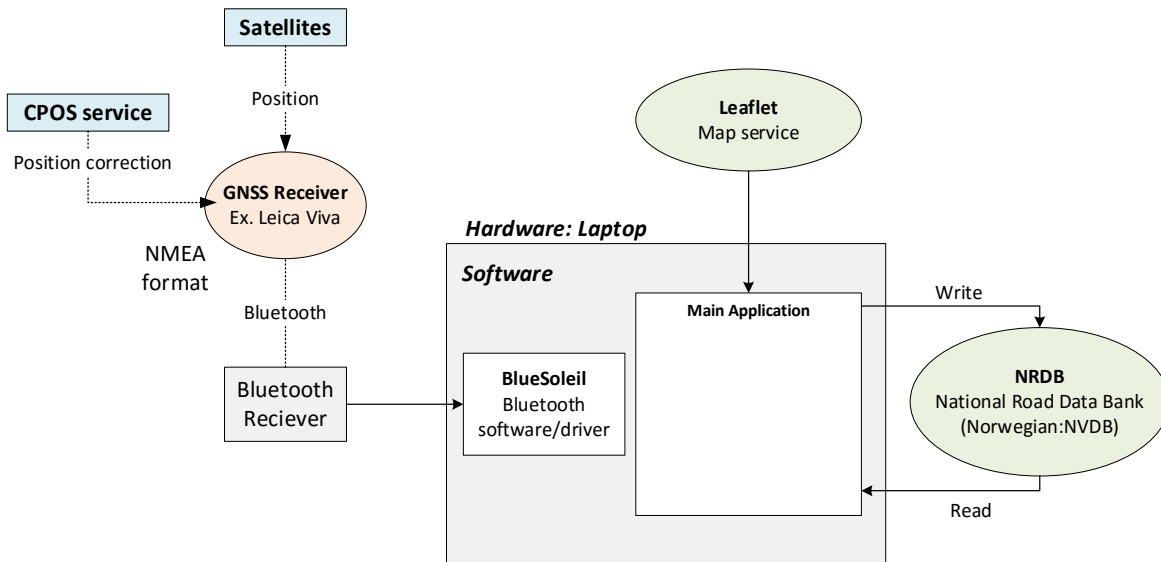 Satellites
Position
CPOS service
Position correction
GNSS Receiver
Ex. Leica Viva
NMEA
format
Bluetooth
Bluetooth
Reciever
Leaflet
Map service
Hardware: Laptop
Software
BlueSoleil
Bluetooth
software/driver
Main Application
Write
NRDB
National Road Data Bank
(Norwegian:NVDB)
Read